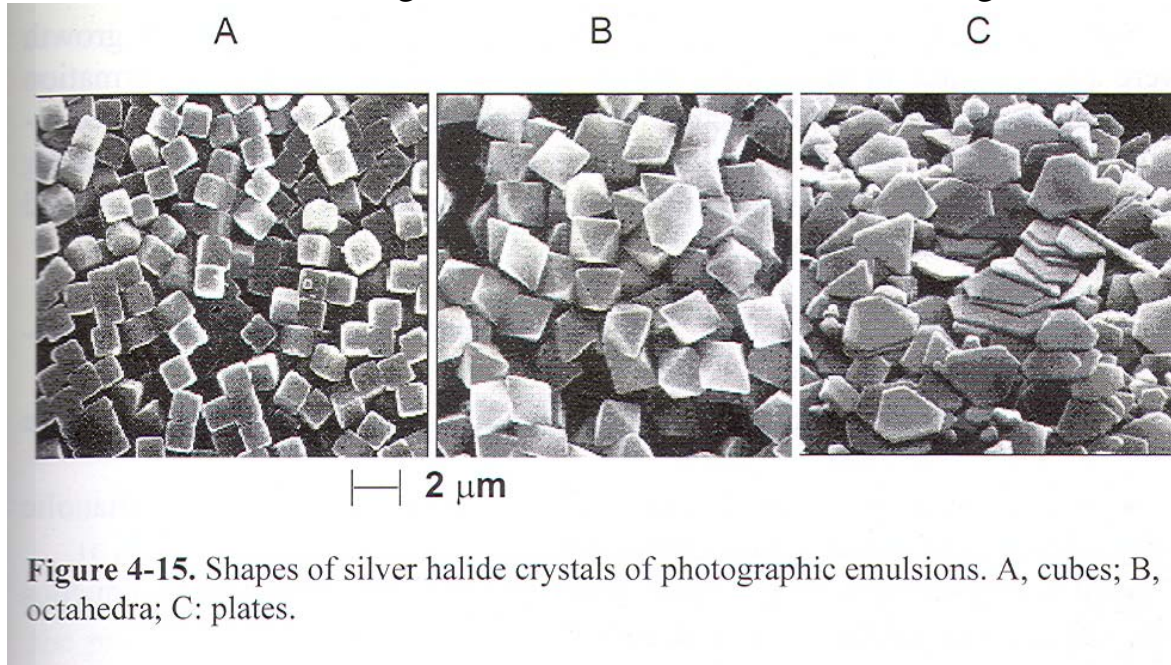 A B C
2 µm
Figure 4-15. Shapes of silver halide crystals of photographic emulsions. A, cubes; B,
octahedra; C: plates.